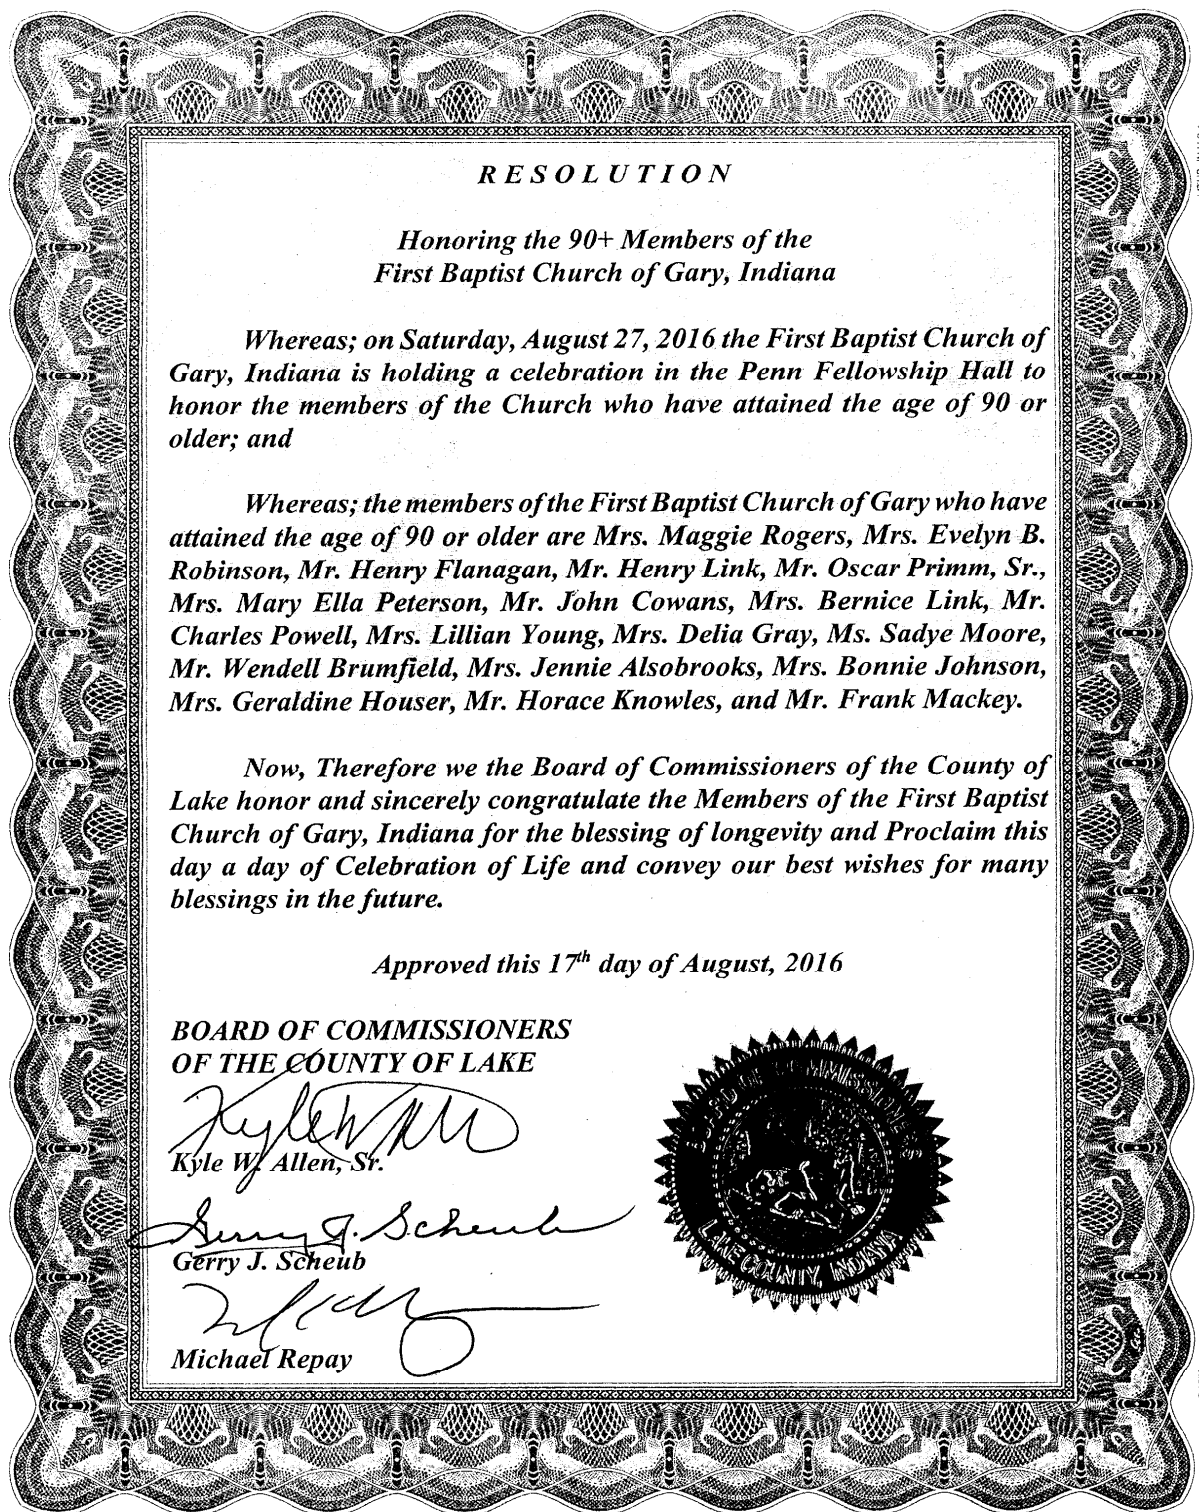 RESOLUTION
Honoring the 90+ Members of the
First Baptist Church of Gary, Indiana
Whereas; on Saturday, August 27, 2016 the First Baptist Church of
Gary, Indiana is holding a celebration in the Penn Fellowship Hall to
honor the members of the Church who have attained the age of 90 or
older; and
Whereas; the members of the First Baptist Church of Gary who have
attained the age of 90 or older are Mrs. Maggie Rogers, Mrs. Evelyn B.
Robinson, Mr. Henry Flanagan, Mr. Henry Link, Mr. Oscar Primm, Sr.,
Mrs. Mary Ella Peterson, Mr. John Cowans, Mrs. Bernice Link, Mr.
Charles Powell, Mrs. Lillian Young, Mrs. Delia Gray, Ms. Sadye Moore,
Mr. Wendell Brumfield, Mrs. Jennie Alsobrooks, Mrs. Bonnie Johnson,
Mrs. Geraldine Houser, Mr. Horace Knowles, and Mr. Frank Mackey.
Now, Therefore we the Board of Commissioners of the County of
Lake honor and sincerely congratulate the Members of the First Baptist
Church of Gary, Indiana for the blessing of longevity and Proclaim this
day a day of Celebration of Life and convey our best wishes for many
blessings in the future.
Approved this 17th day of August, 2016
BOARD OF COMMISSIONERS
OF THE COUNTY OF LAKE
Kyle W. Allen, Sr.
Gerry J. Scheub
Gerry J. Scheub
Michael Repay
BOARD OF COMMISSIONERS
LAKE COUNTY, INDIANA